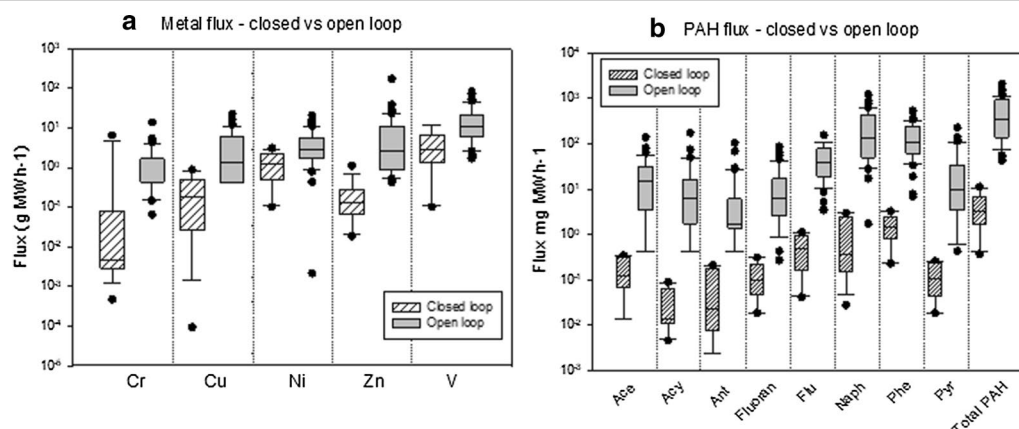 a Metal flux - closed vs open loop
Flux (g MWh-1)
10³
10²
10¹
10⁰
10⁻¹
10⁻²
10⁻³
10⁻⁴
10⁻⁵
Closed loop
Open loop
Cr Cu Ni Zn V
b PAH flux - closed vs open loop
Flux mg MWh-1
10⁴
10³
10²
10¹
10⁰
10⁻¹
10⁻²
10⁻³
Closed loop
Open loop
Ace Acy Ant Fluoran Flu Naph Phe Pyr Total PAH